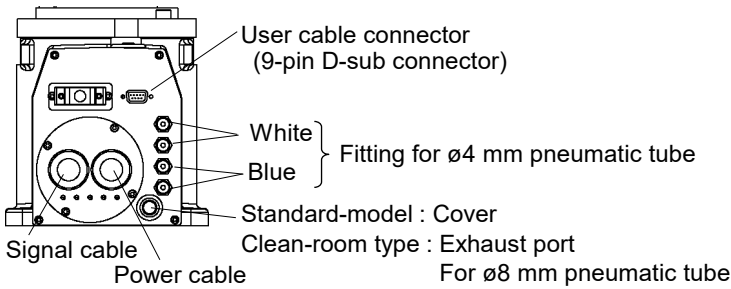 User cable connector
(9-pin D-sub connector)
White
Blue
Fitting for ø4 mm pneumatic tube
Standard-model : Cover
Clean-room type : Exhaust port
For ø8 mm pneumatic tube
Signal cable
Power cable